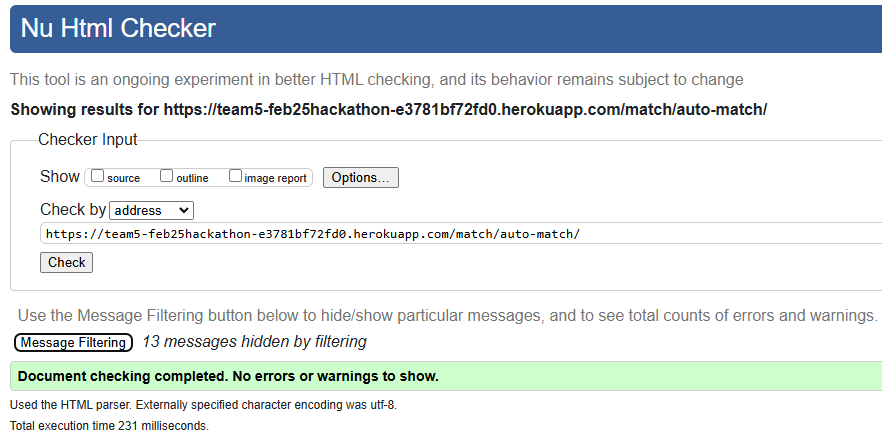 Nu Html Checker
This tool is an ongoing experiment in better HTML checking, and its behavior remains subject to change
Showing results for https://team5-feb25hackathon-e3781bf72fd0.herokuapp.com/match/auto-match/
Checker Input
Show source outline image report Options...
Check by address
https://team5-feb25hackathon-e3781bf72fd0.herokuapp.com/match/auto-match/
Check
Use the Message Filtering button below to hide/show particular messages, and to see total counts of errors and warnings.
Message Filtering 13 messages hidden by filtering
Document checking completed. No errors or warnings to show.
Used the HTML parser. Externally specified character encoding was utf-8.
Total execution time 231 milliseconds.